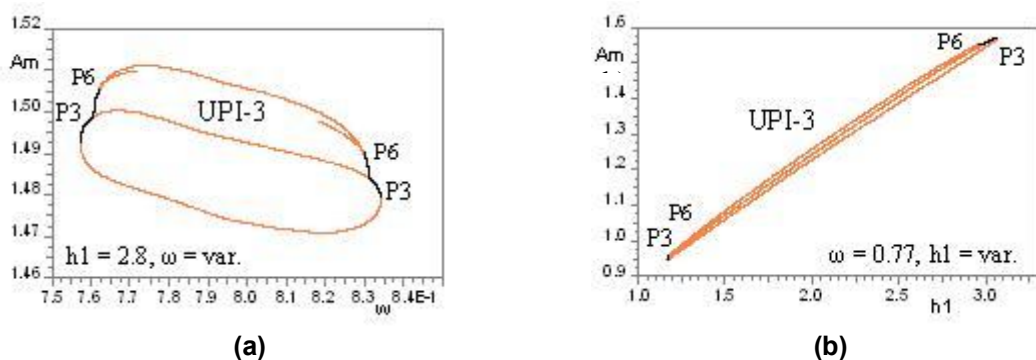 1.52
Am
1.50
1.49
1.48
1.47
1.46
P6
P3
UPI-3
P6
P3
h1 = 2.8, ω = var.
7.5 7.6 7.7 7.8 7.9 8.0 8.1 8.2 8.3 8.4E-1
ω
(a)
1.6
Am
1.4
1.3
1.2
1.1
1.0
0.9
P6
P3
UPI-3
P6
P3
ω = 0.77, h1 = var.
1.0 1.5 2.0 2.5 3.0
h1
(b)